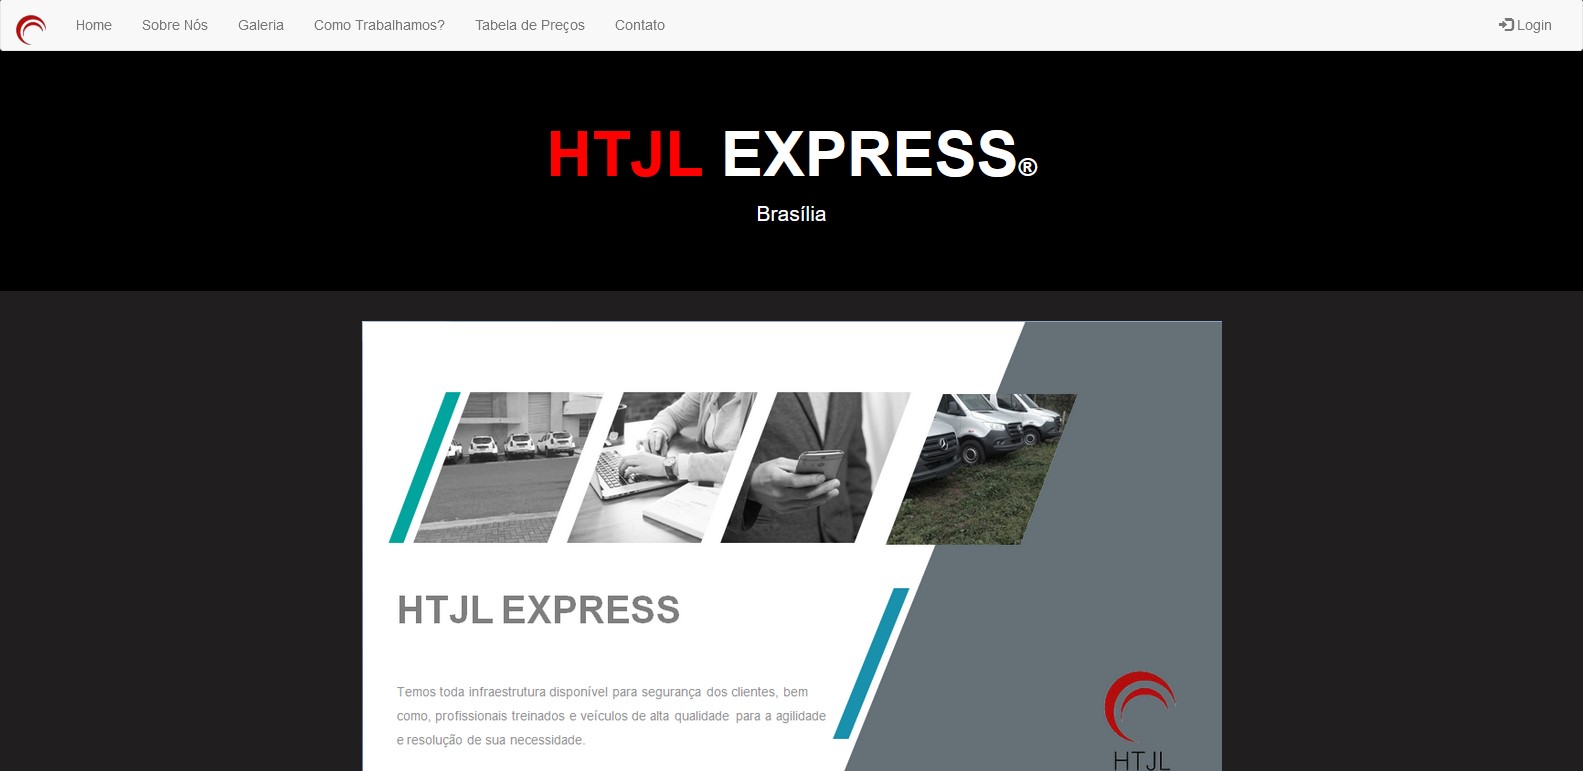 Home Sobre Nós Galeria Como Trabalhamos? Tabela de Preços Contato Login
HTJL EXPRESS®
Brasília
HTJL EXPRESS
Temos toda infraestrutura disponível para segurança dos clientes, bem
como, profissionais treinados e veículos de alta qualidade para a agilidade
e resolução de sua necessidade.
HTJL